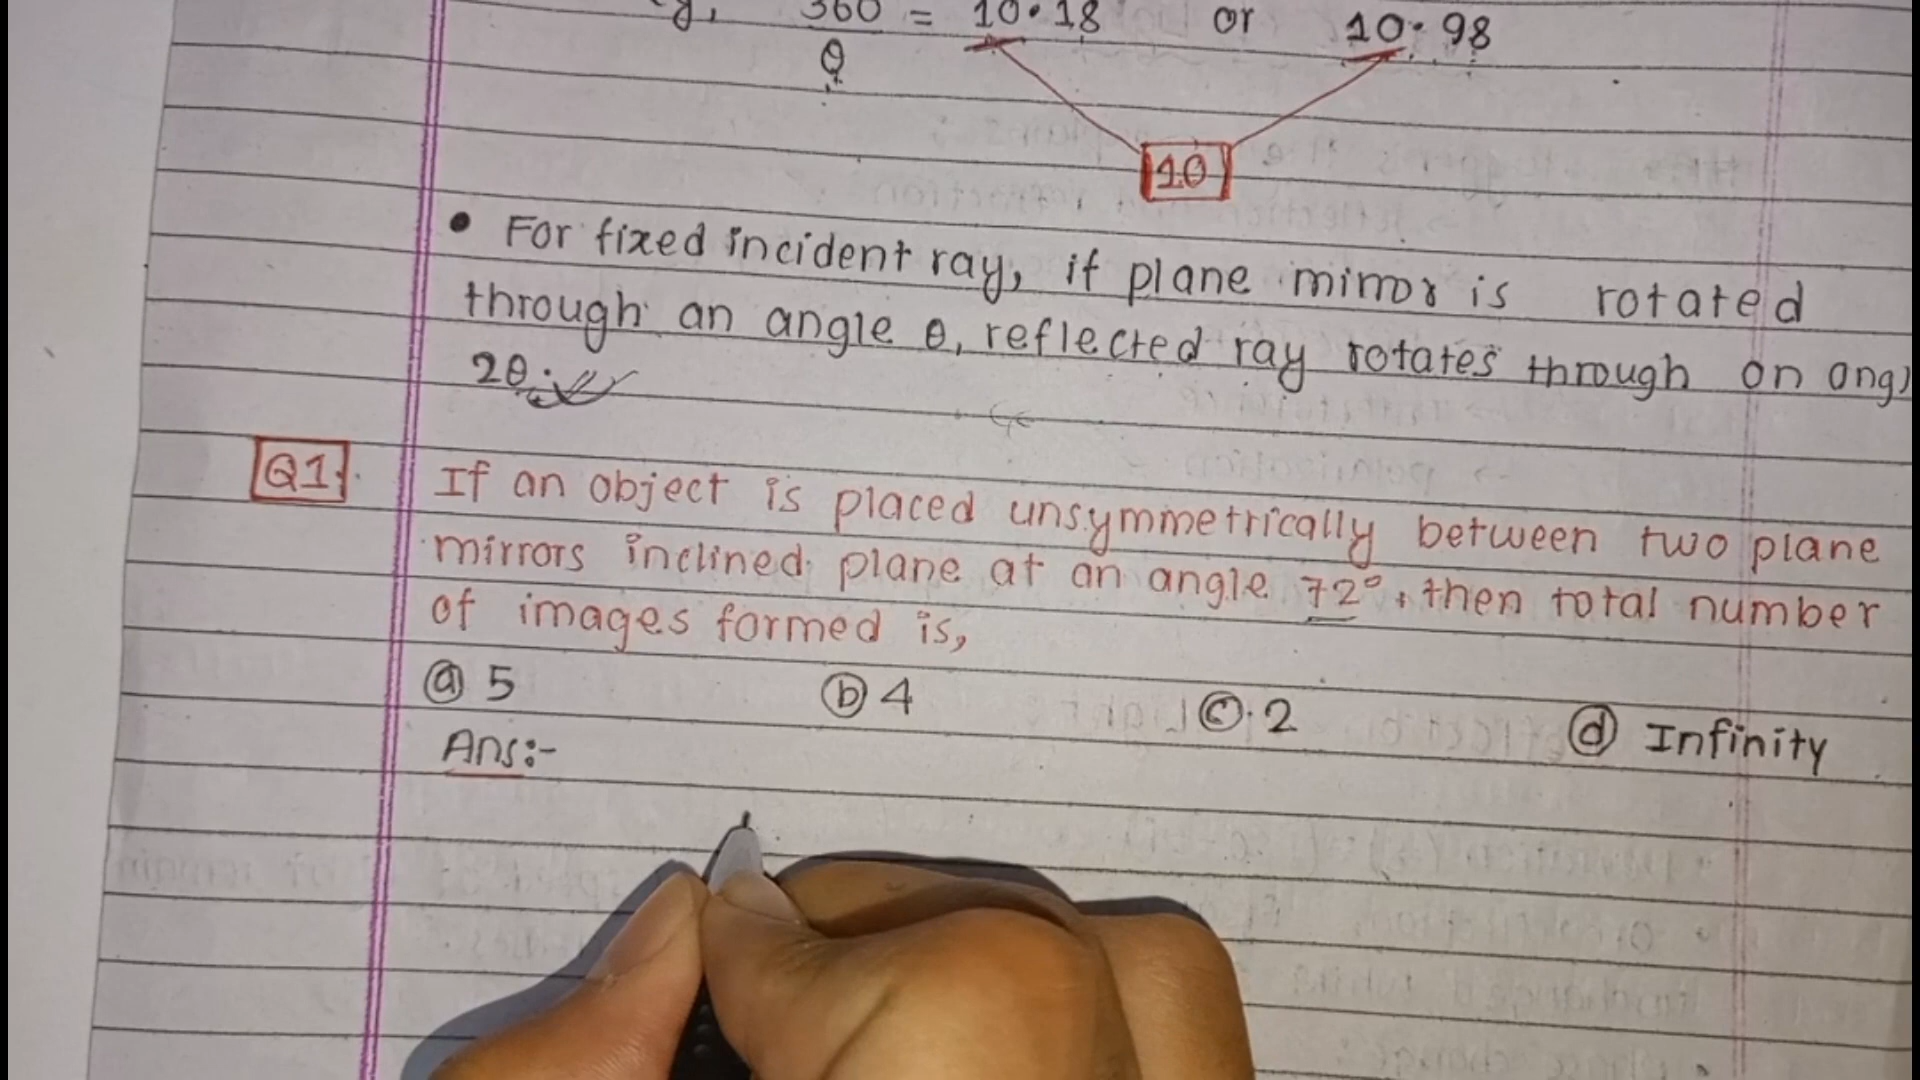 y, 360/θ = 10.18 or 10.98
10
• For fixed incident ray, if plane mirror is rotated
through an angle θ, reflected ray rotates through an angl
2θ.
Q1. If an object is placed unsymmetrically between two plane
mirrors inclined plane at an angle 72°, then total number
of images formed is,
(a) 5 (b) 4 (c) 2 (d) Infinity
Ans:-